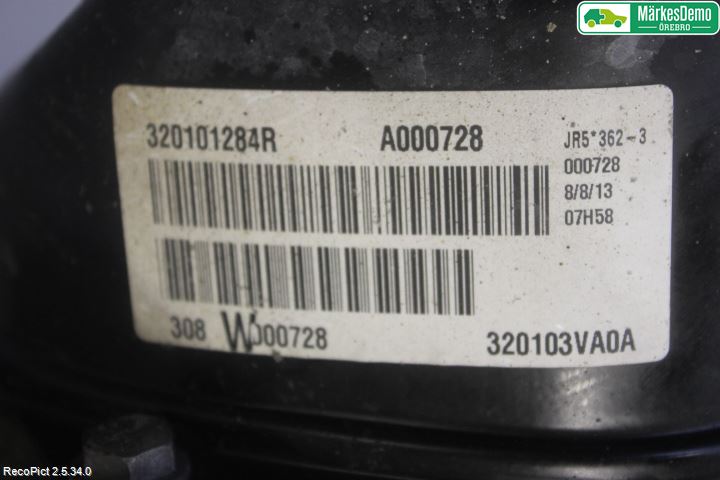 MärkesDemo
ÖREBRO
320101284R A000728 JR5*362-3
000728
8/8/13
07H58
308 W000728 320103VA0A
RecoPict 2.5.34.0